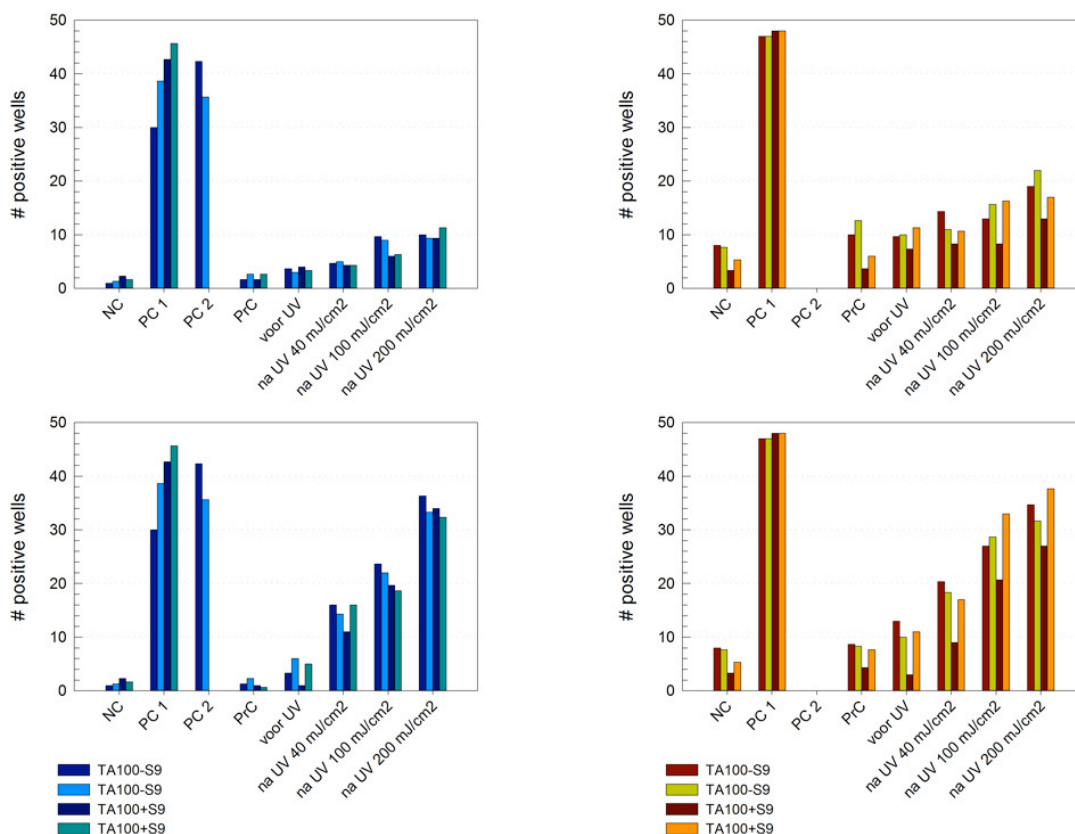 # positive wells
50
40
30
20
10
0
NC
PC 1
PC 2
PrC
voor UV
na UV 40 mJ/cm2
na UV 100 mJ/cm2
na UV 200 mJ/cm2
# positive wells
50
40
30
20
10
0
NC
PC 1
PC 2
PrC
voor UV
na UV 40 mJ/cm2
na UV 100 mJ/cm2
na UV 200 mJ/cm2
# positive wells
50
40
30
20
10
0
NC
PC 1
PC 2
PrC
voor UV
na UV 40 mJ/cm2
na UV 100 mJ/cm2
na UV 200 mJ/cm2
# positive wells
50
40
30
20
10
0
NC
PC 1
PC 2
PrC
voor UV
na UV 40 mJ/cm2
na UV 100 mJ/cm2
na UV 200 mJ/cm2
TA100-S9
TA100-S9
TA100+S9
TA100+S9
TA100-S9
TA100-S9
TA100+S9
TA100+S9